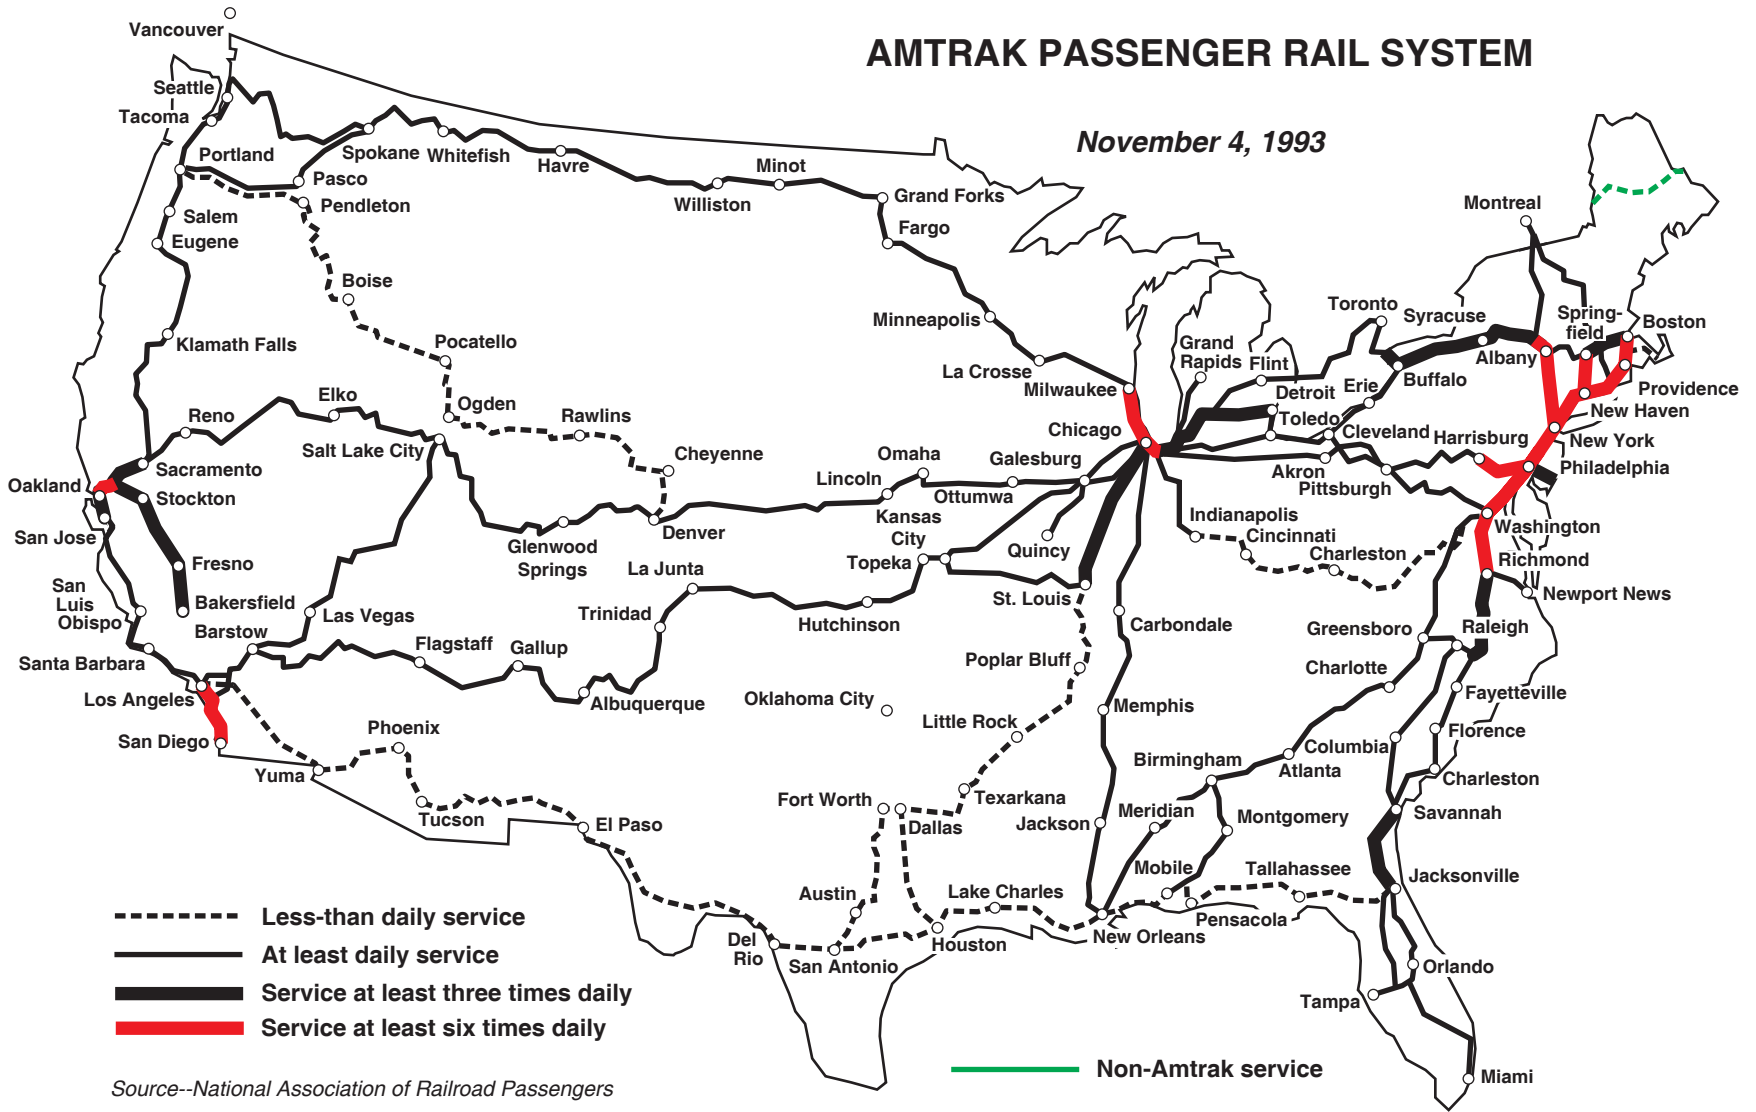 AMTRAK PASSENGER RAIL SYSTEM
November 4, 1993
Vancouver
Seattle
Tacoma
Portland
Spokane
Whitefish
Havre
Minot
Williston
Grand Forks
Fargo
Pasco
Pendleton
Salem
Eugene
Boise
Pocatello
Klamath Falls
Minneapolis
La Crosse
Milwaukee
Chicago
Grand
Rapids
Flint
Detroit
Toledo
Toronto
Syracuse
Montreal
Spring-
field
Boston
Albany
Buffalo
Erie
Providence
New Haven
New York
Cleveland
Harrisburg
Philadelphia
Akron
Pittsburgh
Washington
Richmond
Newport News
Reno
Elko
Ogden
Rawlins
Salt Lake City
Cheyenne
Sacramento
Oakland
Stockton
San Jose
Fresno
Bakersfield
San
Luis
Obispo
Santa Barbara
Barstow
Las Vegas
Los Angeles
San Diego
Glenwood
Springs
Denver
Lincoln
Omaha
Ottumwa
Galesburg
Quincy
Kansas
City
Topeka
La Junta
Trinidad
Hutchinson
St. Louis
Indianapolis
Cincinnati
Charleston
Flagstaff
Gallup
Albuquerque
Oklahoma City
Poplar Bluff
Little Rock
Carbondale
Memphis
Greensboro
Raleigh
Charlotte
Fayetteville
Columbia
Florence
Charleston
Savannah
Atlanta
Birmingham
Meridian
Montgomery
Mobile
Jackson
Yuma
Phoenix
Tucson
El Paso
Fort Worth
Dallas
Texarkana
Austin
Lake Charles
Del
Rio
San Antonio
Houston
New Orleans
Pensacola
Tallahassee
Jacksonville
Orlando
Tampa
Miami
Less-than daily service
At least daily service
Service at least three times daily
Service at least six times daily
Non-Amtrak service
Source--National Association of Railroad Passengers